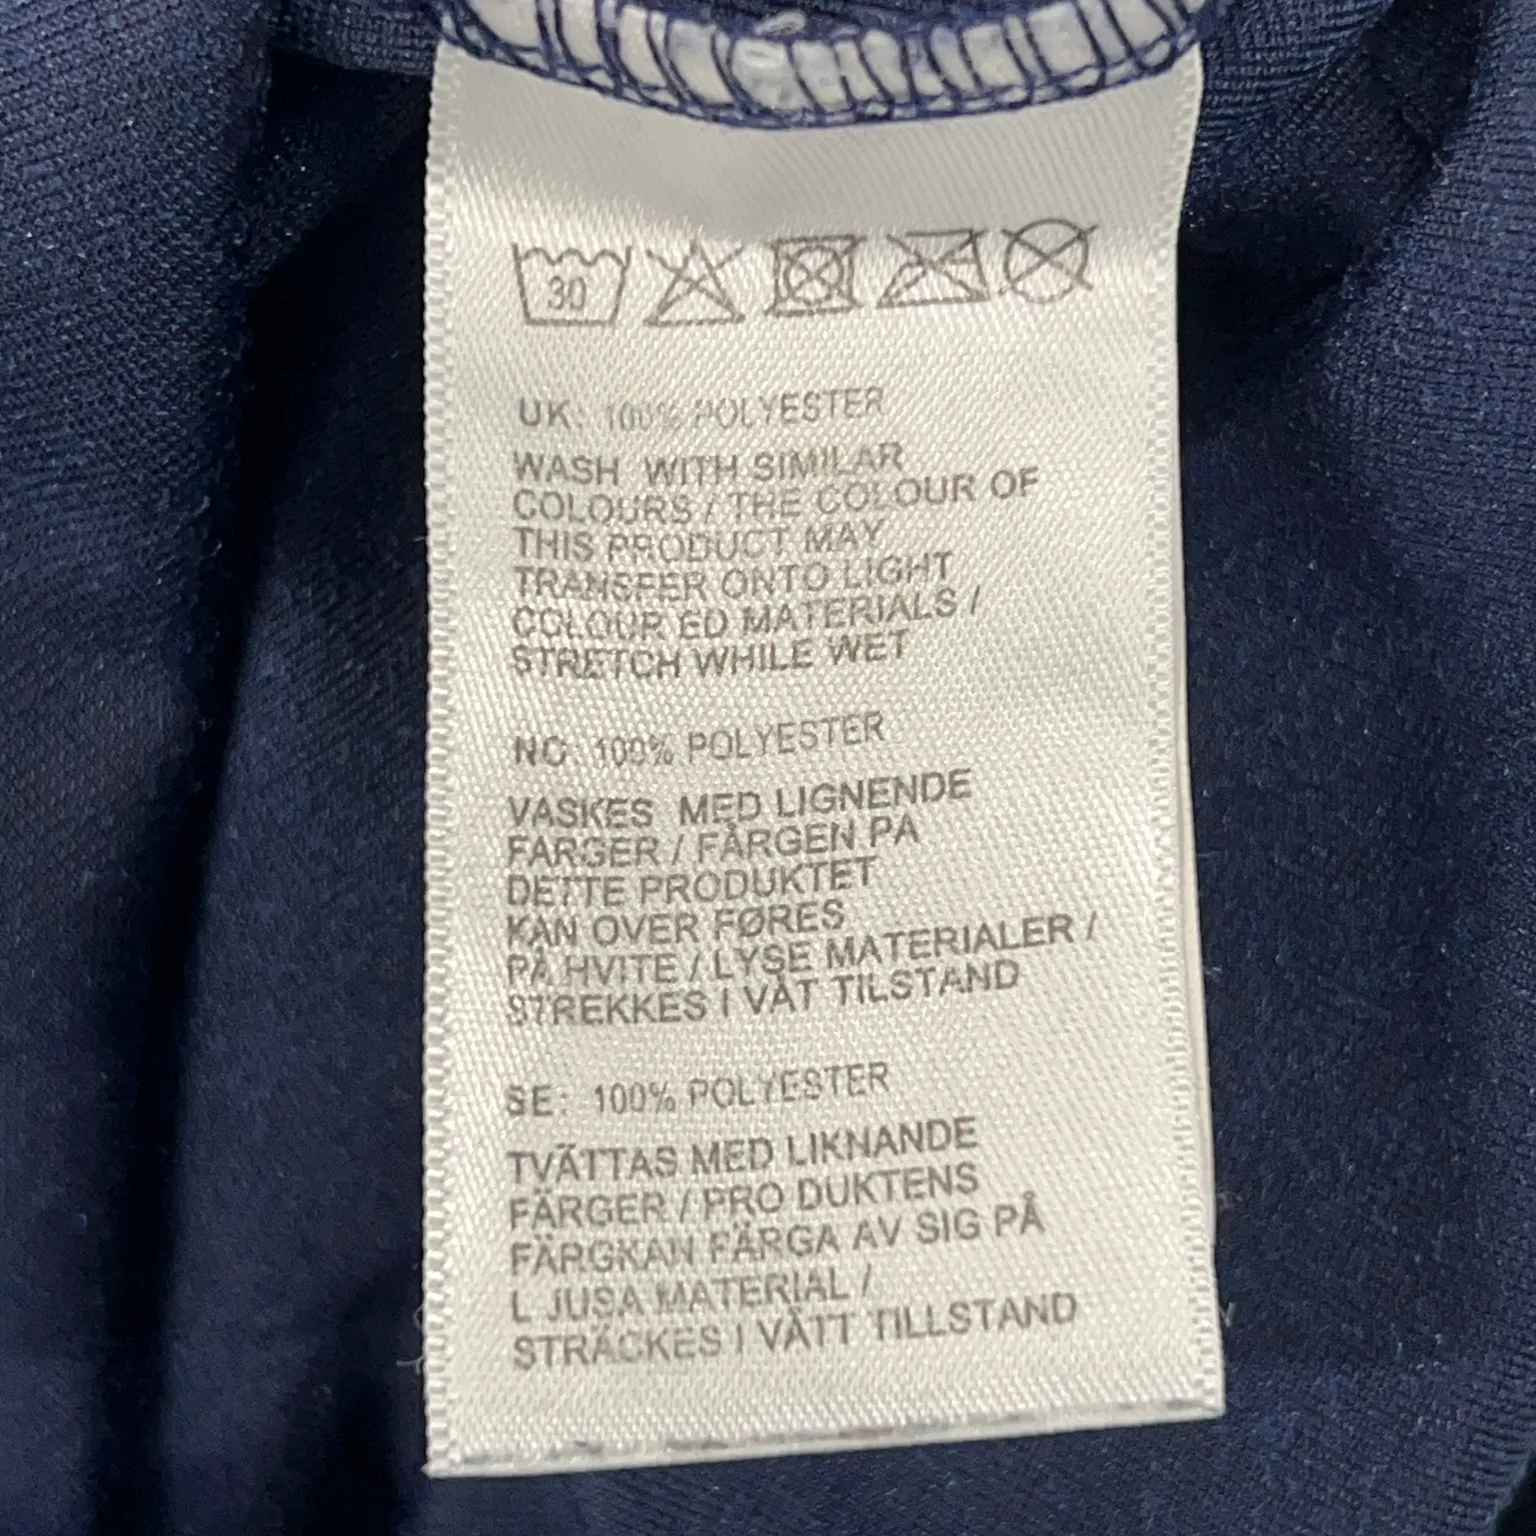 30
UK: 100% POLYESTER
WASH WITH SIMILAR
COLOURS / THE COLOUR OF
THIS PRODUCT MAY
TRANSFER ONTO LIGHT
COLOUR ED MATERIALS /
STRETCH WHILE WET
NO: 100% POLYESTER
VASKES MED LIGNENDE
FARGER / FARGEN PA
DETTE PRODUKTET
KAN OVER FØRES
PÅ HVITE / LYSE MATERIALER /
STREKKES I VÅT TILSTAND
SE: 100% POLYESTER
TVÄTTAS MED LIKNANDE
FÄRGER / PRO DUKTENS
FÄRGKAN FÄRGA AV SIG PÅ
L JUSA MATERIAL /
STRÄCKES I VÅTT TILLSTAND